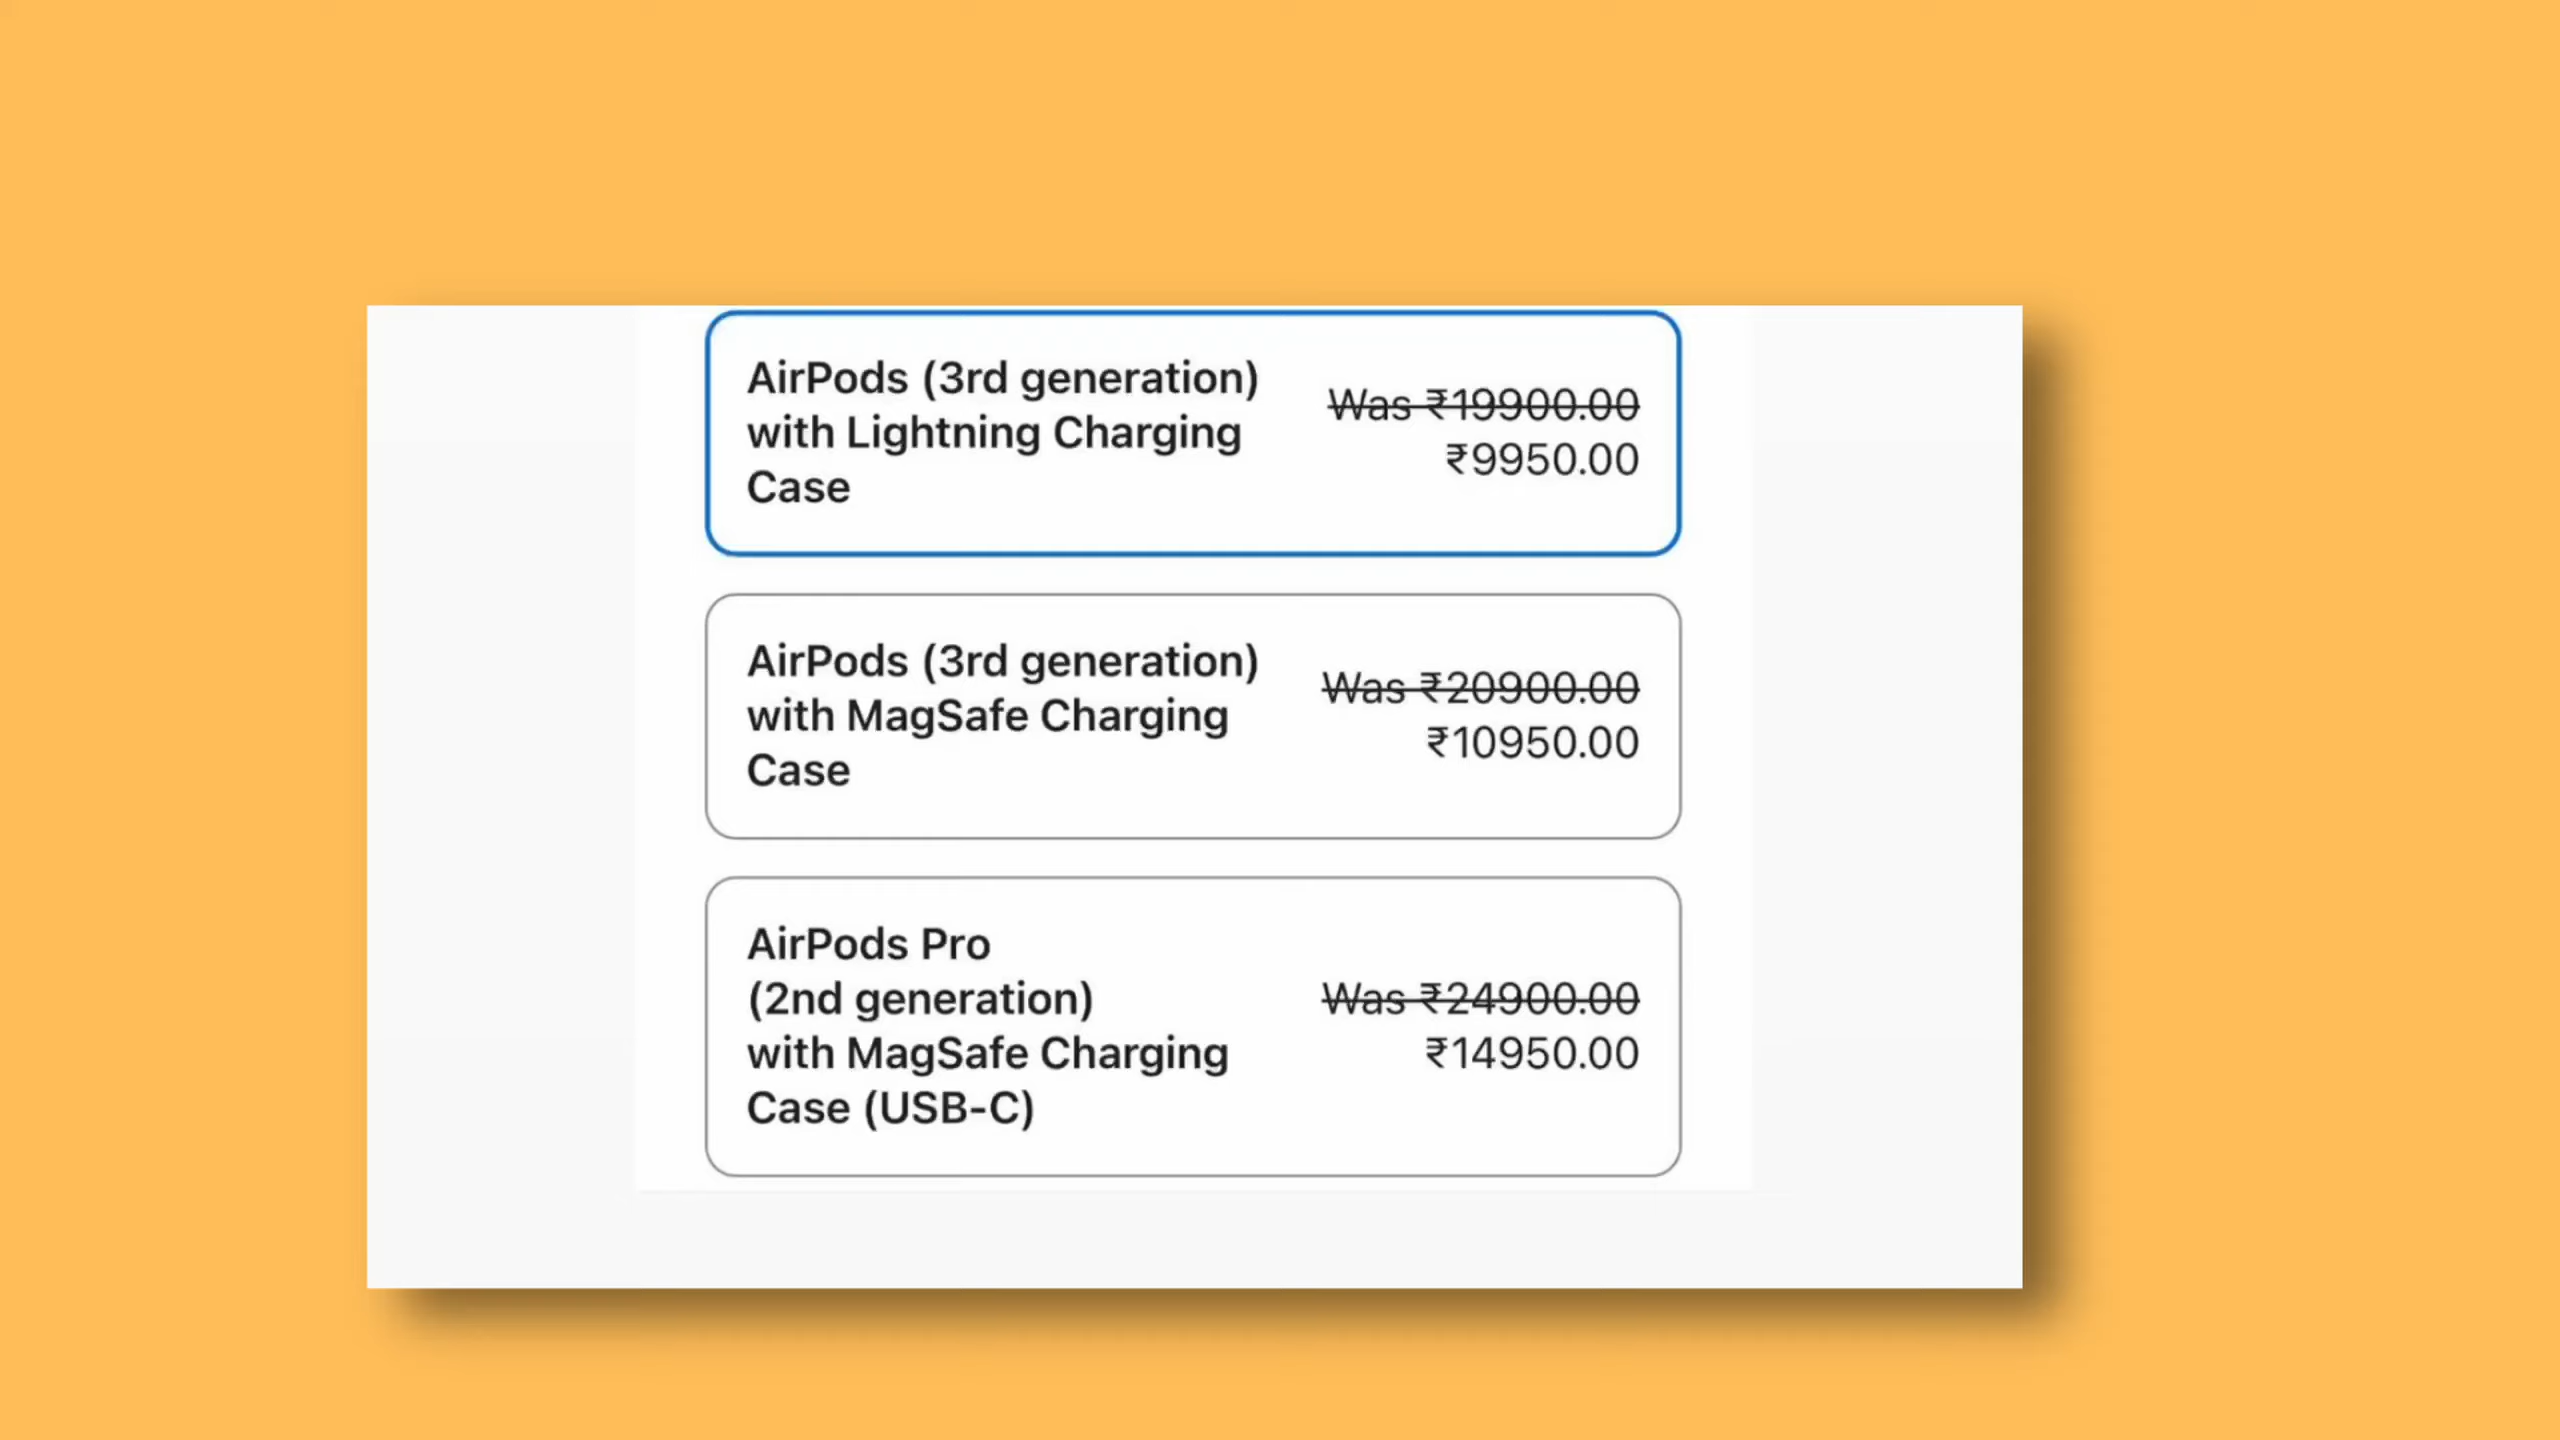 AirPods (3rd generation)
with Lightning Charging
Case
Was ₹19900.00
₹9950.00
AirPods (3rd generation)
with MagSafe Charging
Case
Was ₹20900.00
₹10950.00
AirPods Pro
(2nd generation)
with MagSafe Charging
Case (USB-C)
Was ₹24900.00
₹14950.00